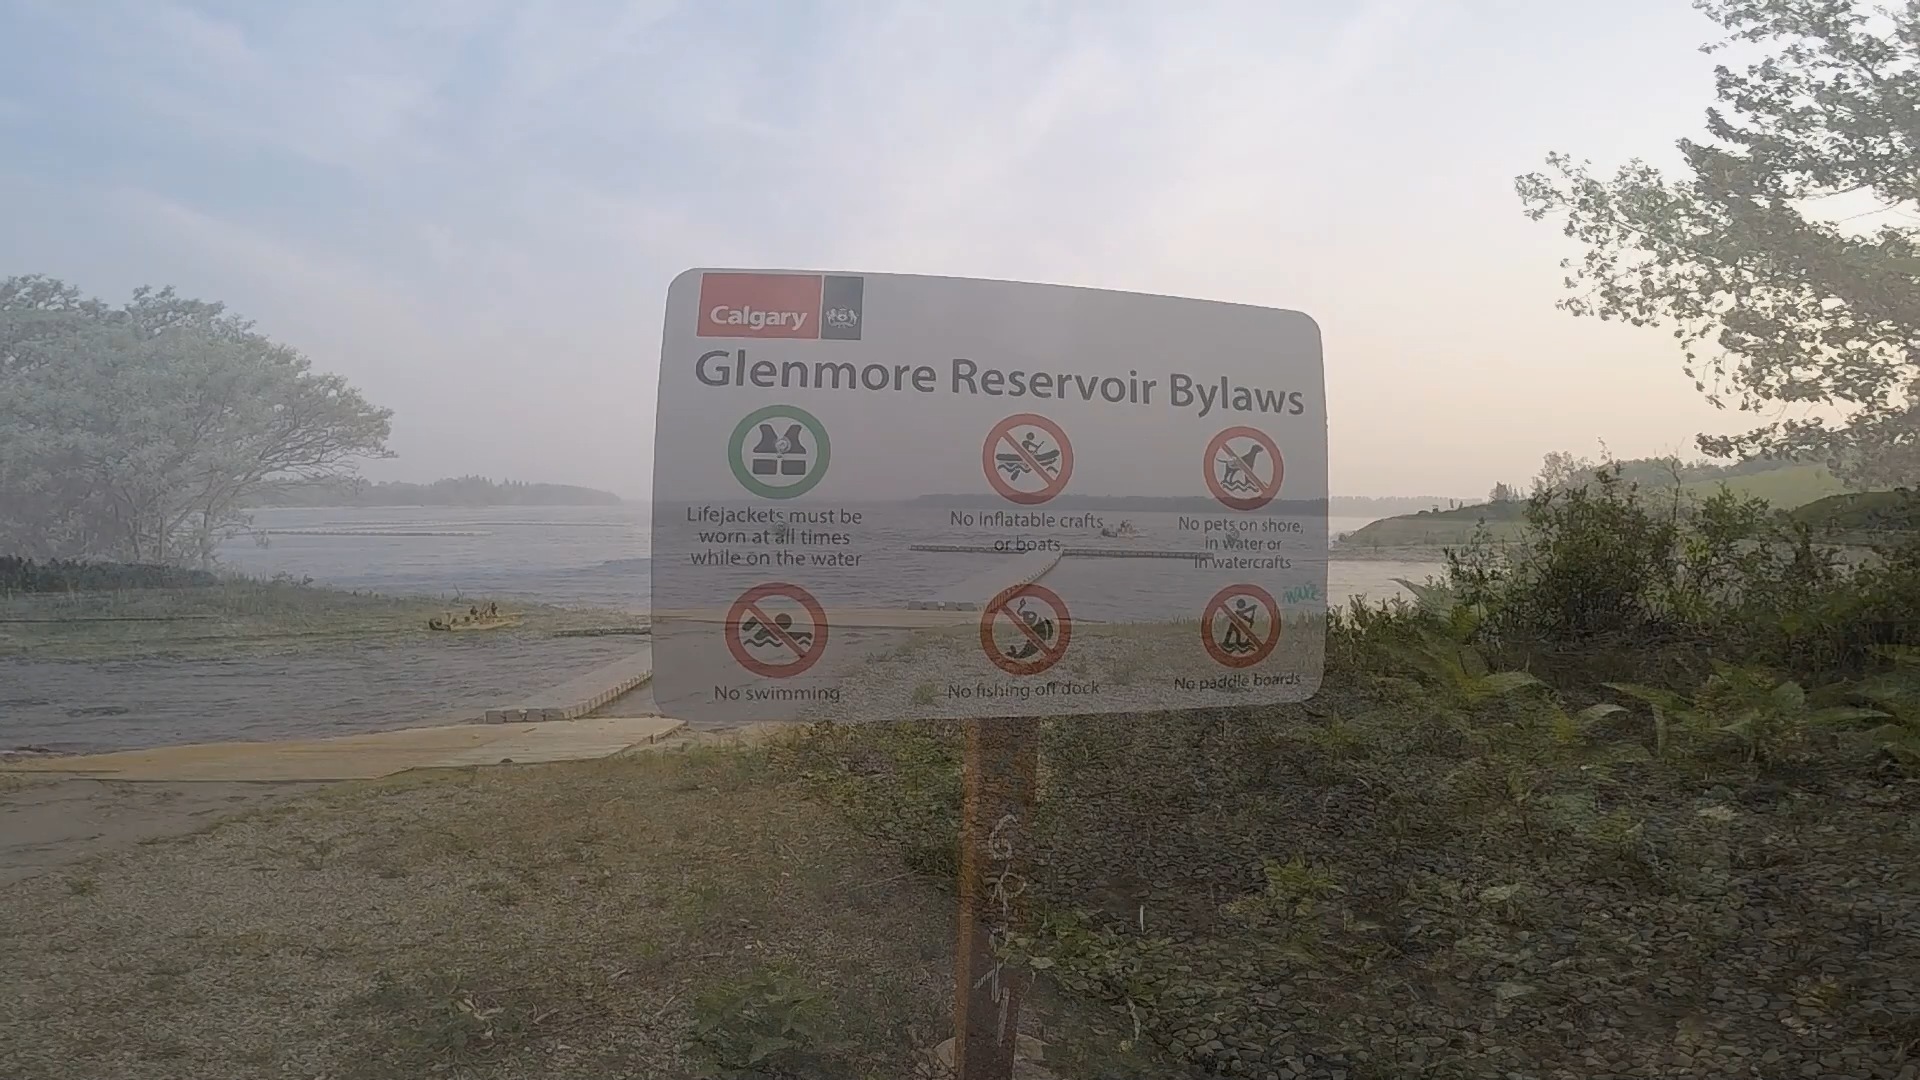 Calgary
Glenmore Reservoir Bylaws
Lifejackets must be
worn at all times
while on the water
No inflatable crafts
or boats
No pets on shore,
in water or
in watercrafts
No swimming
No fishing off dock
No paddle boards